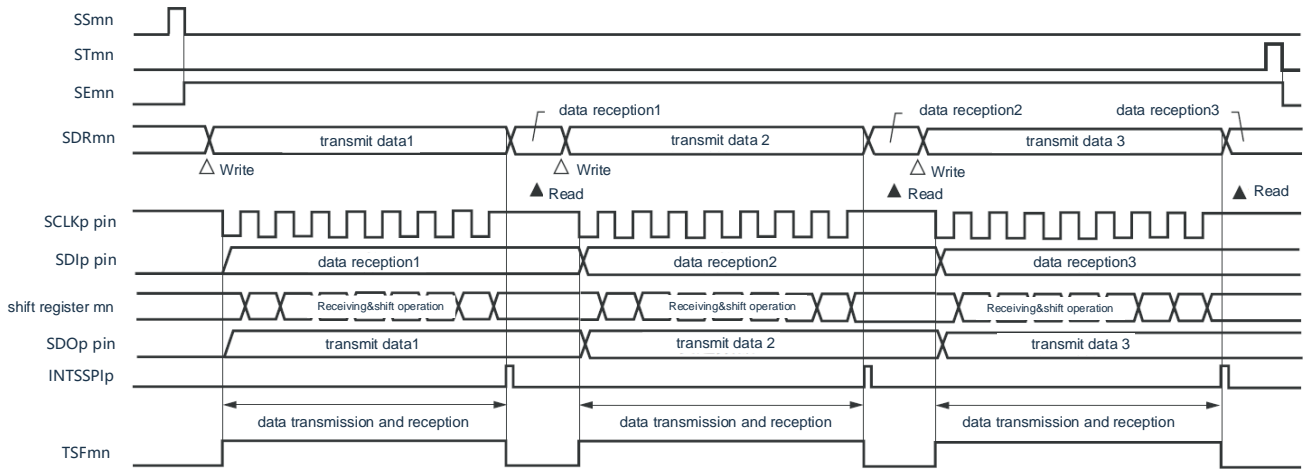 SSmn
STmn
SEmn
data reception1
data reception2
data reception3
SDRmn
transmit data1
transmit data 2
transmit data 3
Write
Write
Write
Read
Read
Read
SCLKp pin
SDIp pin
data reception1
data reception2
data reception3
shift register mn
Receiving&shift operation
Receiving&shift operation
Receiving&shift operation
SDOp pin
transmit data1
transmit data 2
transmit data 3
INTSSPIp
data transmission and reception
data transmission and reception
data transmission and reception
TSFmn